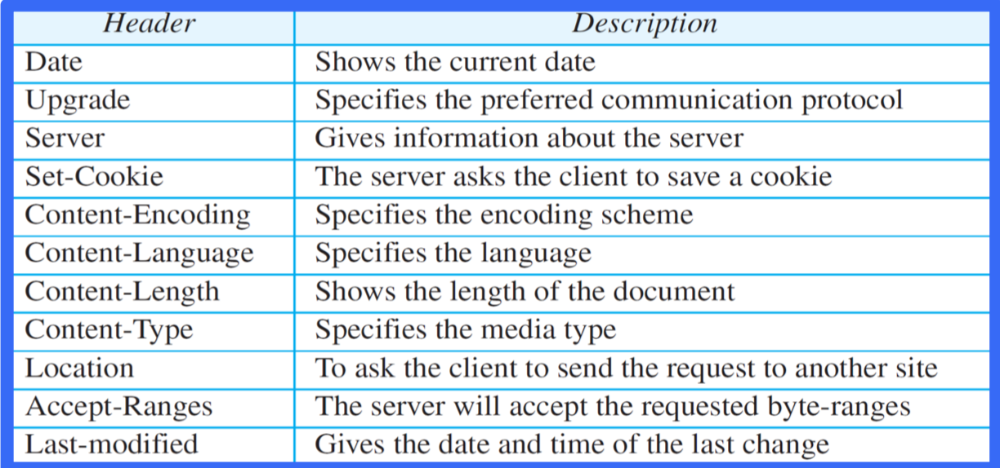 Header Description
Date Shows the current date
Upgrade Specifies the preferred communication protocol
Server Gives information about the server
Set-Cookie The server asks the client to save a cookie
Content-Encoding Specifies the encoding scheme
Content-Language Specifies the language
Content-Length Shows the length of the document
Content-Type Specifies the media type
Location To ask the client to send the request to another site
Accept-Ranges The server will accept the requested byte-ranges
Last-modified Gives the date and time of the last change